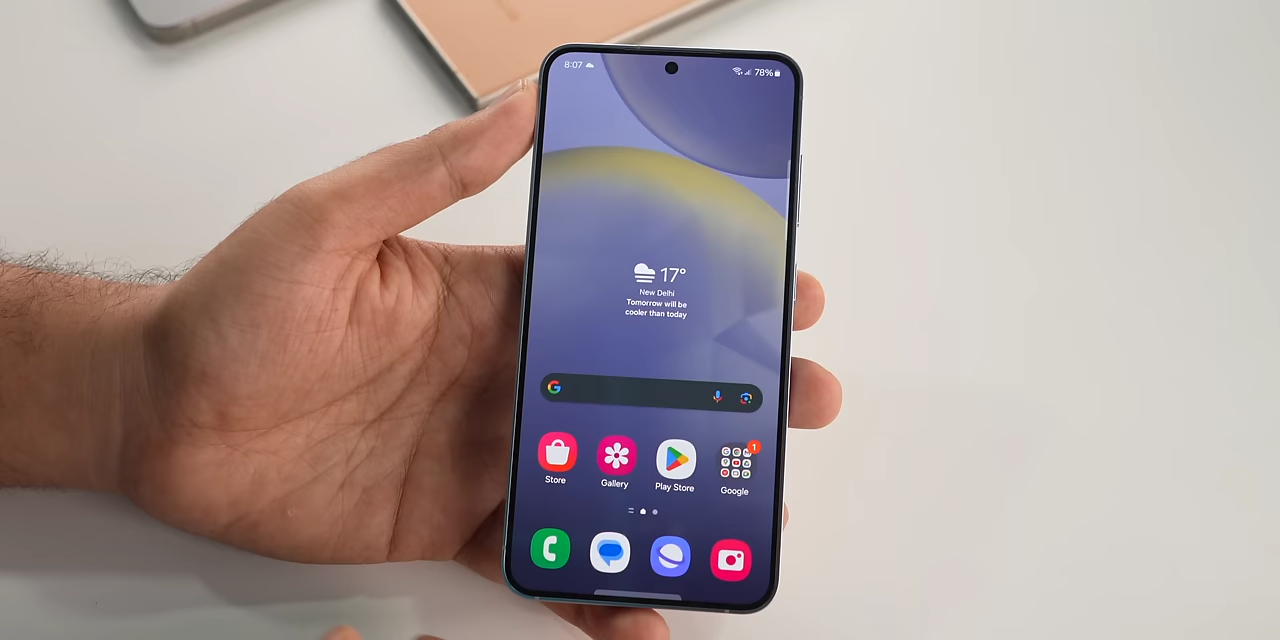 8:07
78%
17°
New Delhi
Tomorrow will be
cooler than today
Store
Gallery
Play Store
1
Google